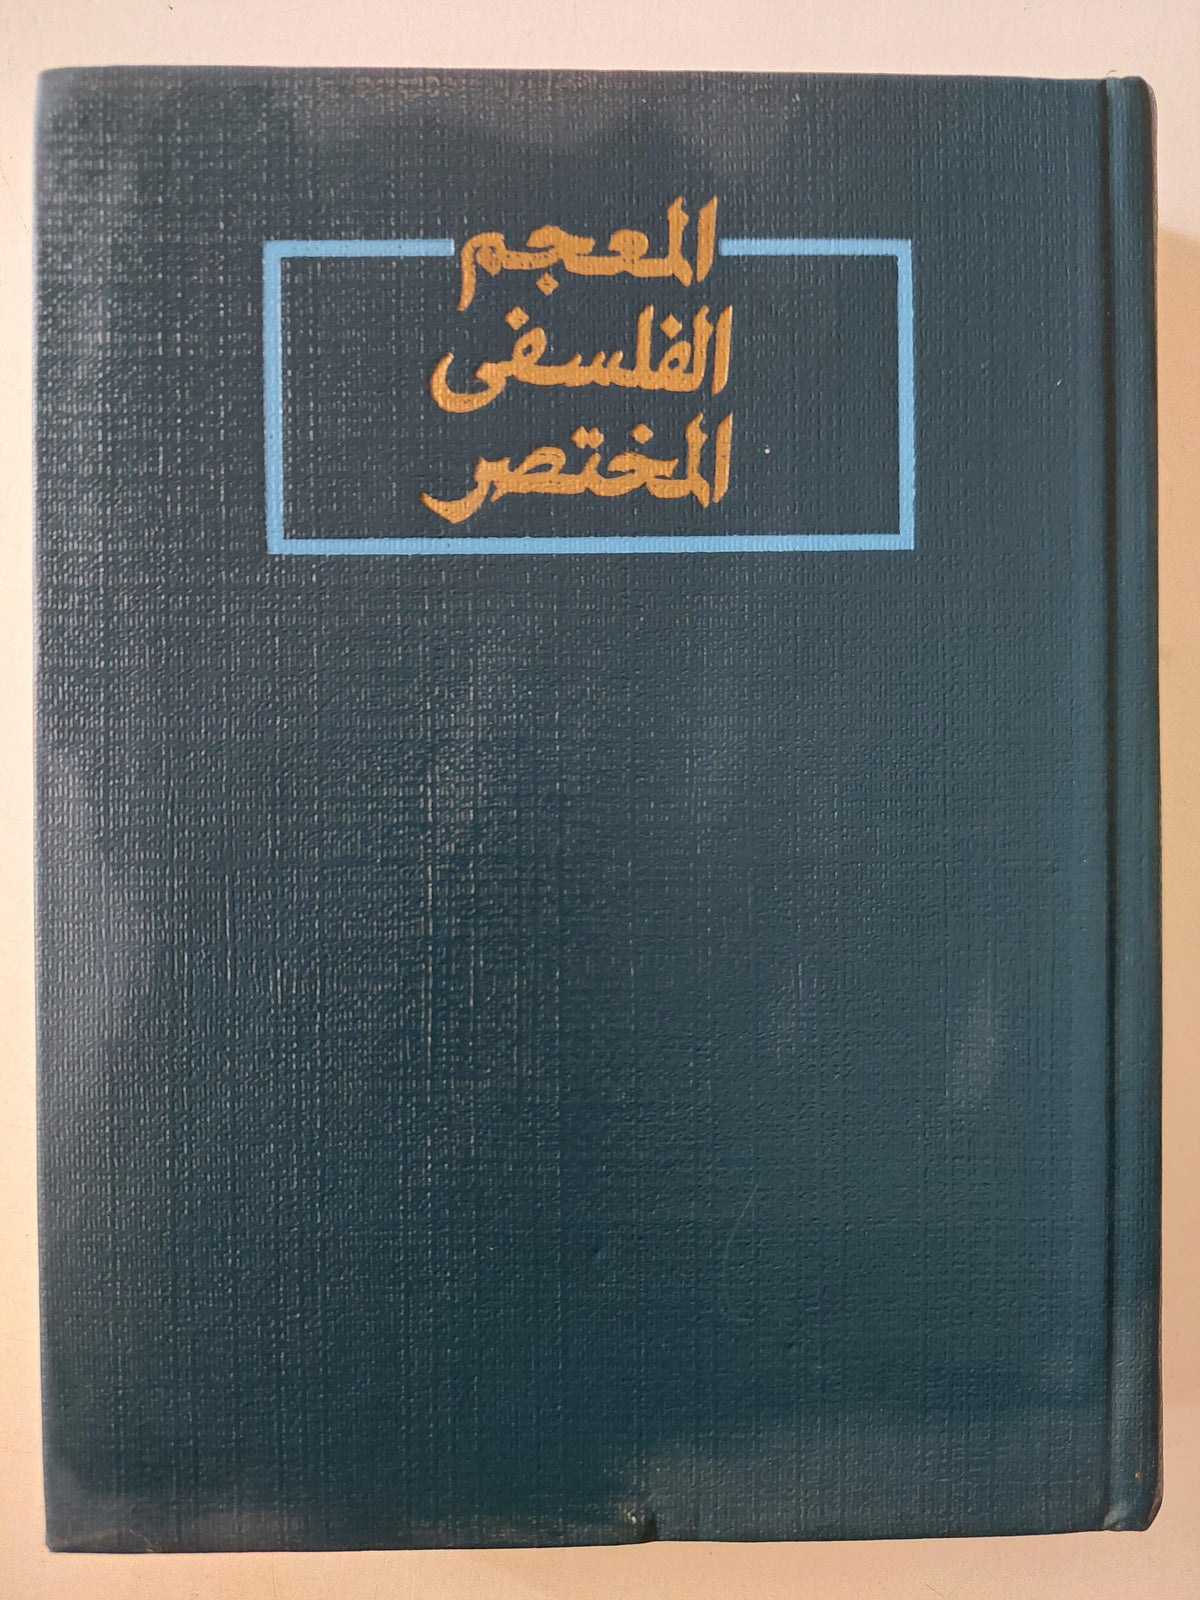 المعجم
الفلسفى
المختصر